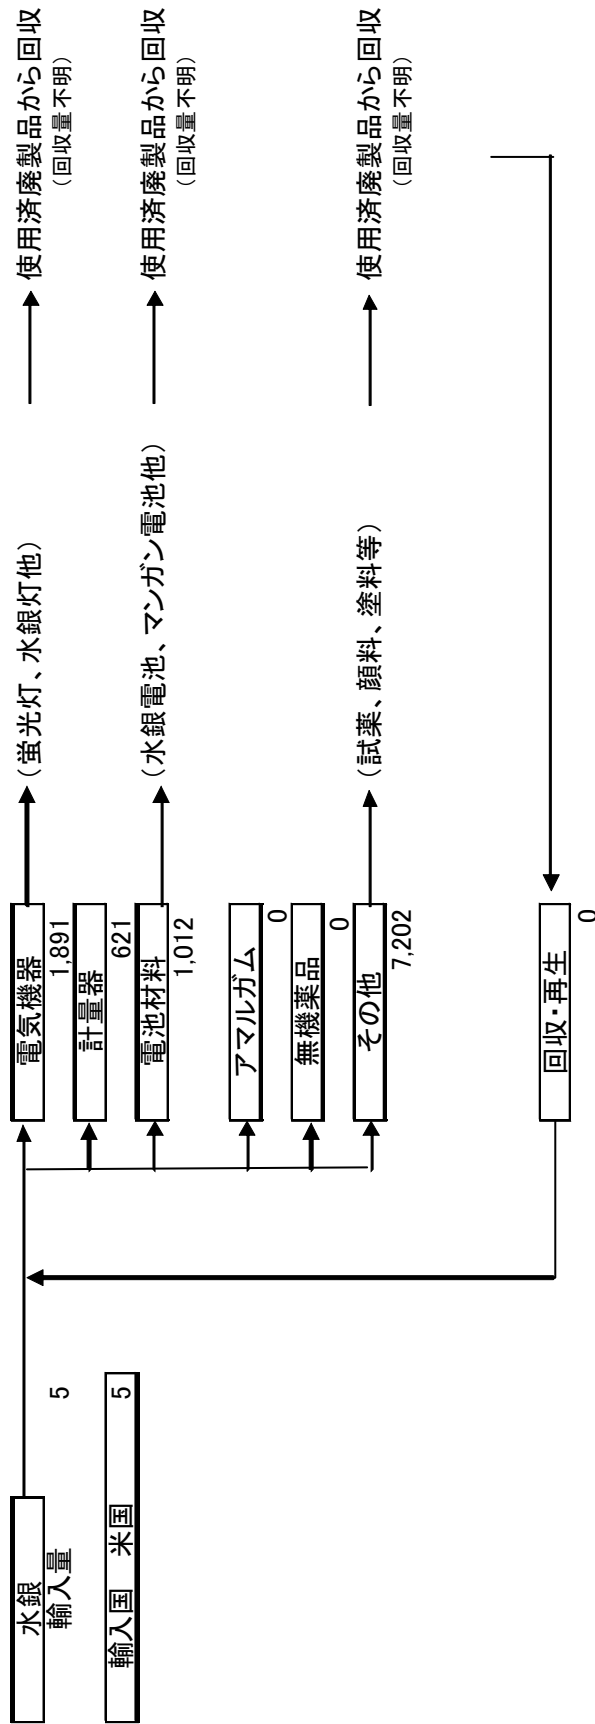 水銀
輸入量 5
輸入国 米国 5
電気機器
1,891
計量器
621
電池材料
1,012
アマルガム
0
無機薬品
0
その他
7,202
回収・再生
0
(蛍光灯、水銀灯他)
(水銀電池、マンガン電池他)
(試薬、顔料、塗料等)
使用済廃製品から回収
(回収量不明)
使用済廃製品から回収
(回収量不明)
使用済廃製品から回収
(回収量不明)